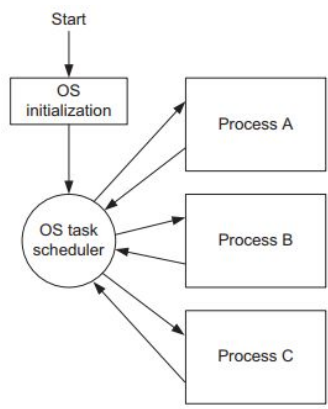 Start
OS
initialization
Process A
OS task
scheduler
Process B
Process C